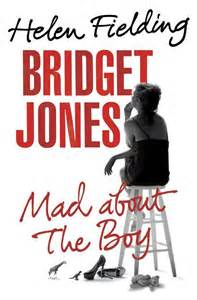 Helen Fielding
BRIDGET
JONES
Mad about
The Boy